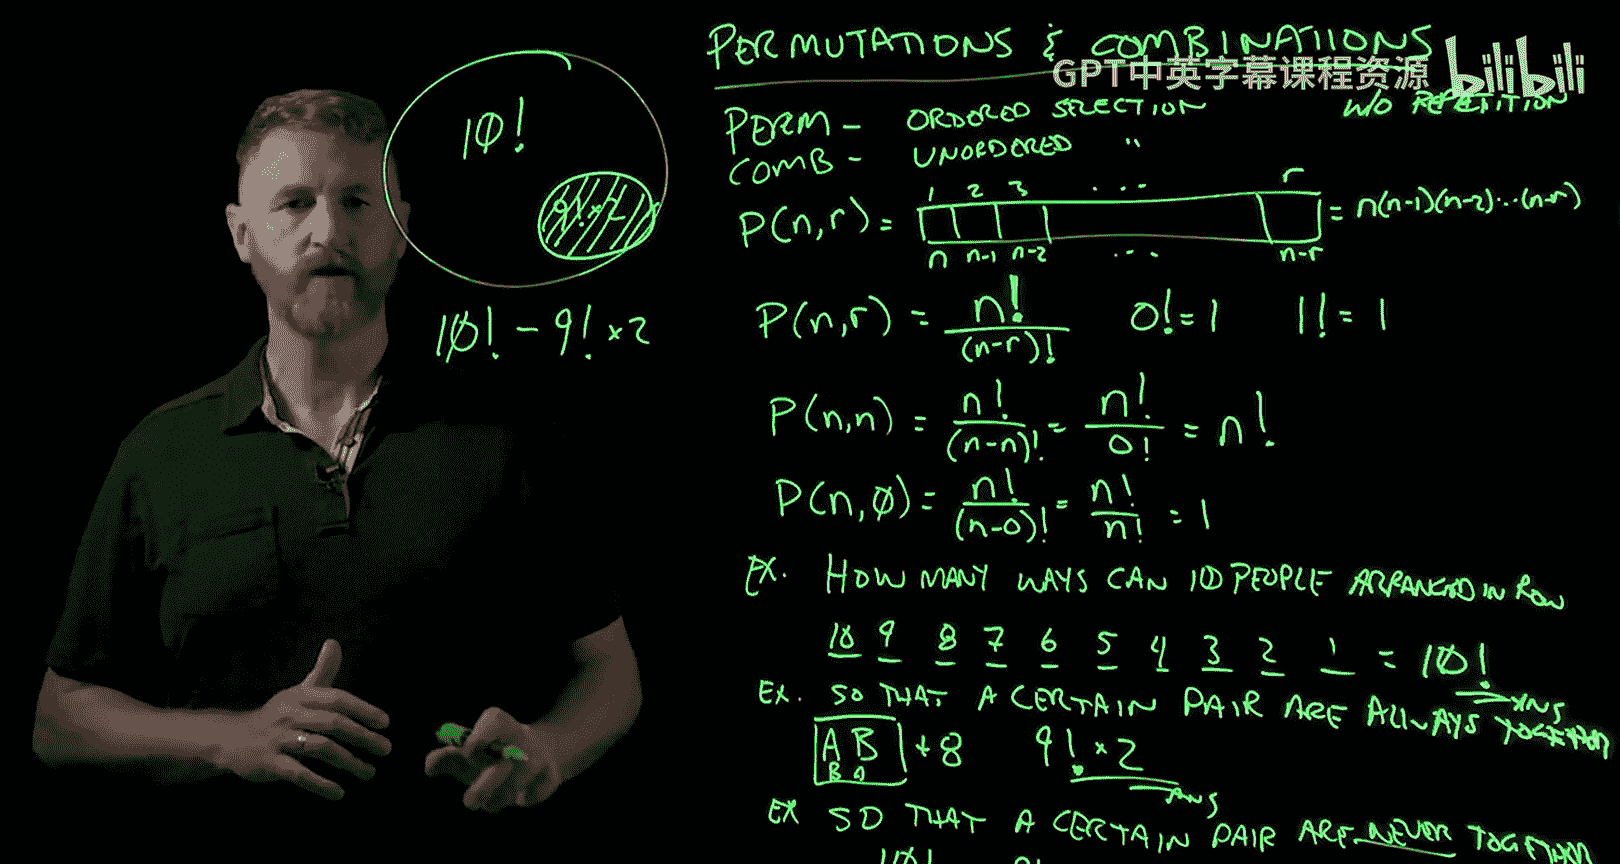 PERMUTATIONS & COMBINATIONS
GPT中英字幕课程资源 bilibili
W/O REPETITION
PERM - ORDERED SELECTION
COMB - UNORDERED "
1 2 3 ... r
P(n,r) = = n(n-1)(n-2)...(n-r)
n n-1 n-2 ... n-r
P(n,r) = n!/(n-r)! 0! = 1 1! = 1
P(n,n) = n!/(n-n)! = n!/0! = n!
P(n,0) = n!/(n-0)! = n!/n! = 1
EX. HOW MANY WAYS CAN 10 PEOPLE ARRANGED IN ROW
10 9 8 7 6 5 4 3 2 1 = 10!
ANS
EX. SO THAT A CERTAIN PAIR ARE ALWAYS TOGETHER
AB + 8 9! × 2
BA
ANS
EX SO THAT A CERTAIN PAIR ARE NEVER TOGETHER
10!
10!
10! - 9! × 2